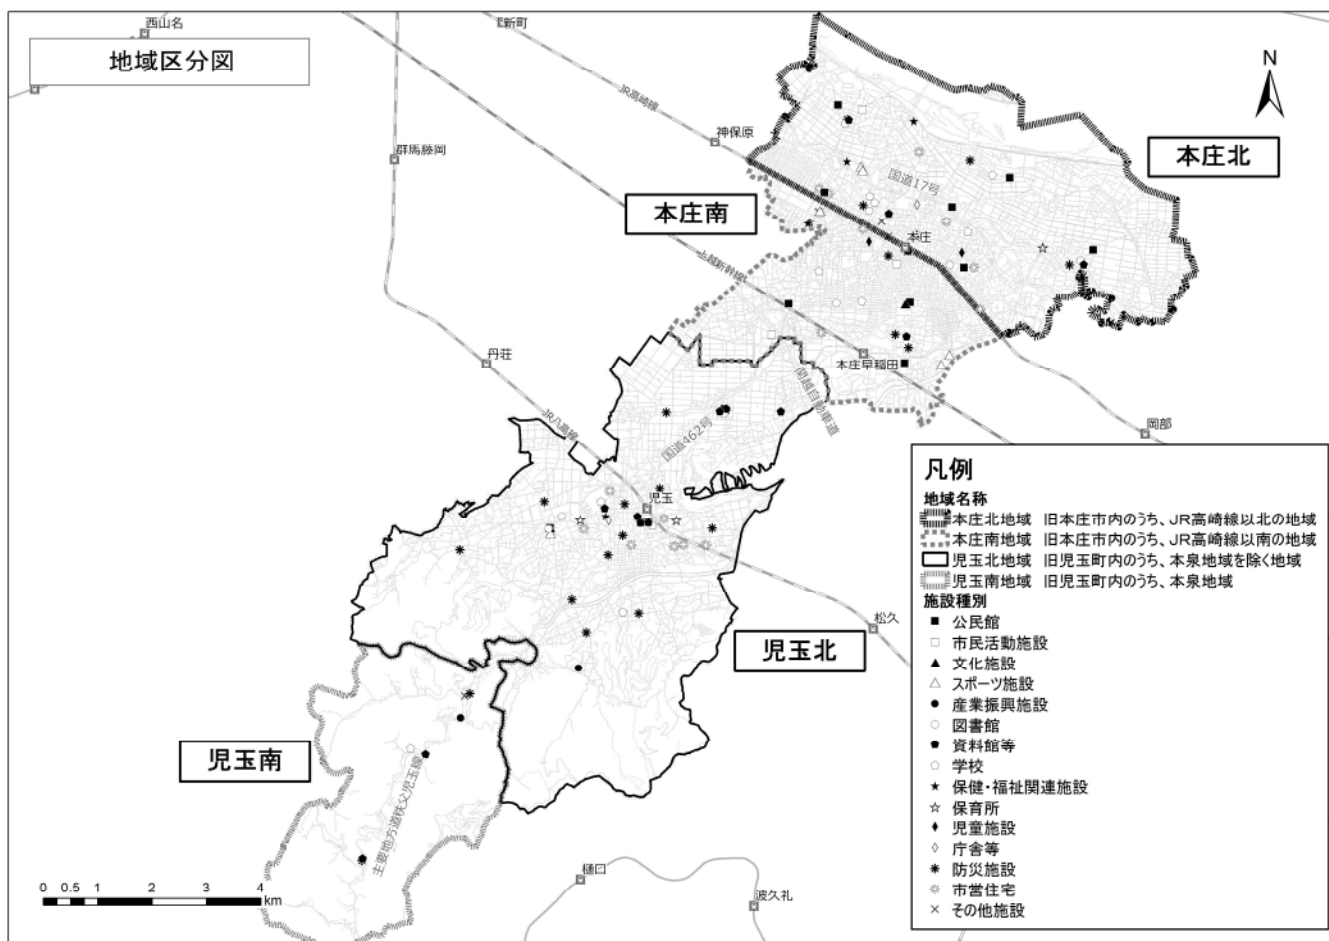 西山名
新町
地域区分図
N
JR高崎線
神保原
群馬藤岡
本庄北
国道17号
本庄南
本庄
上越新幹線
丹荘
本庄早稲田
関越自動車道
岡部
JR八高線
国道462号
児玉
松久
児玉北
児玉南
主要地方道秩父児玉線
樋口
波久礼
0 0.5 1 2 3 4
km
凡例
地域名称
本庄北地域 旧本庄市内のうち、JR高崎線以北の地域
本庄南地域 旧本庄市内のうち、JR高崎線以南の地域
児玉北地域 旧児玉町内のうち、本泉地域を除く地域
児玉南地域 旧児玉町内のうち、本泉地域
施設種別
公民館
市民活動施設
文化施設
スポーツ施設
産業振興施設
図書館
資料館等
学校
保健・福祉関連施設
保育所
児童施設
庁舎等
防災施設
市営住宅
その他施設